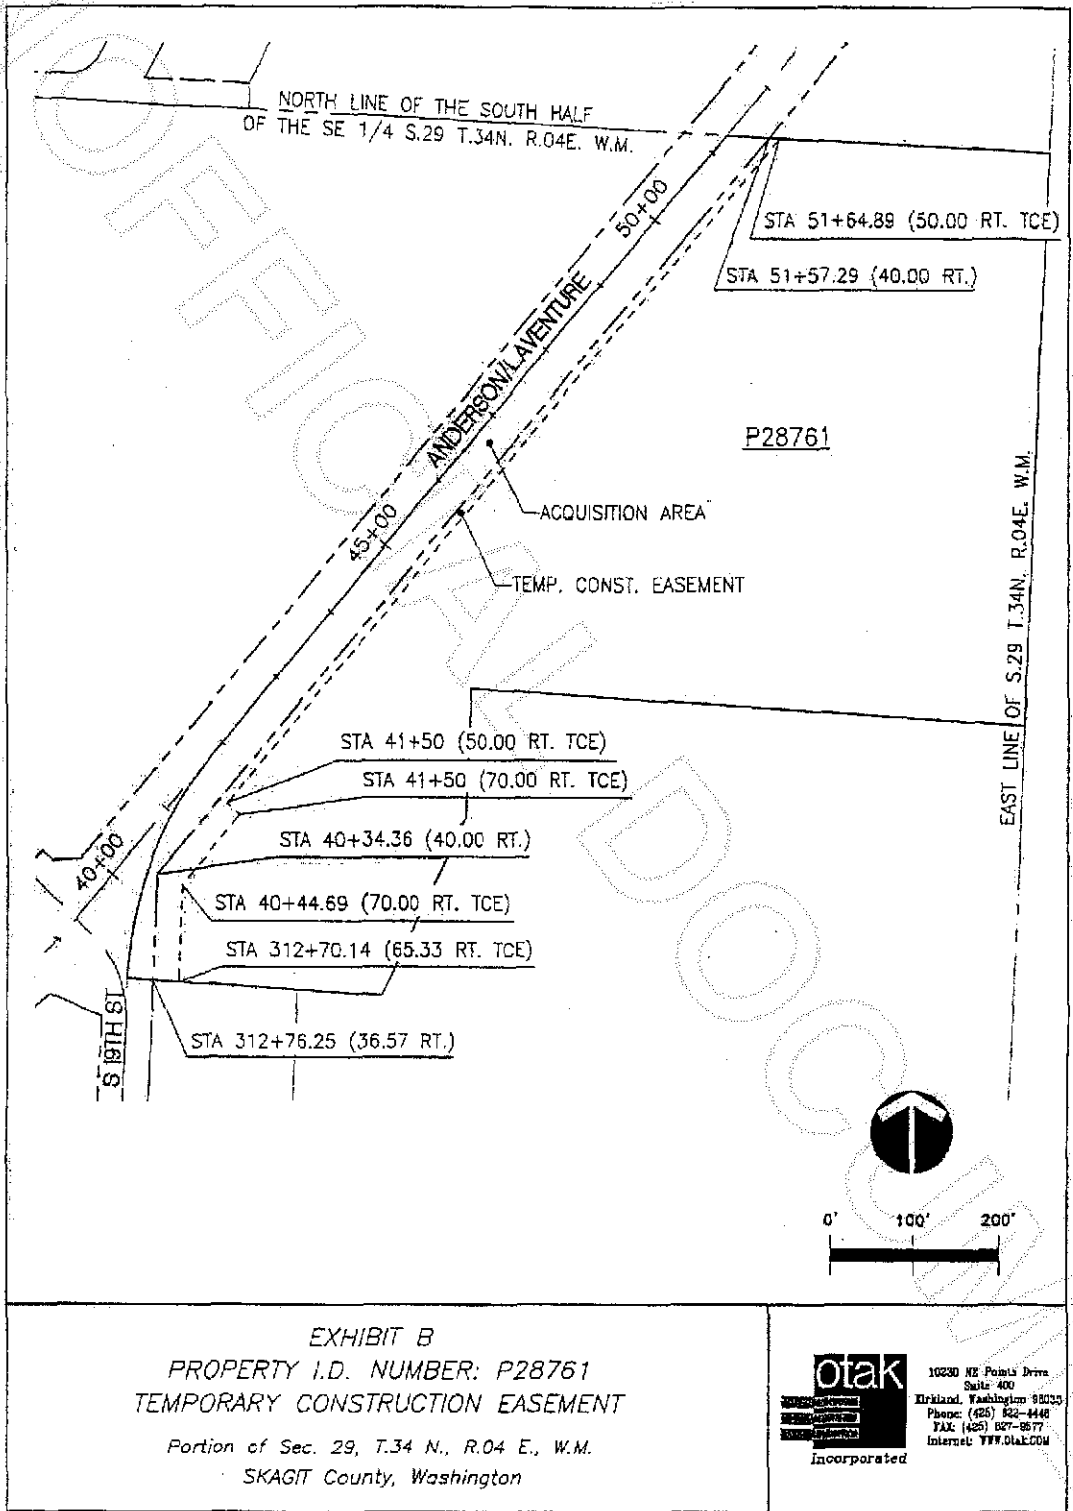 NORTH LINE OF THE SOUTH HALF
OF THE SE 1/4 S.29 T.34N. R.04E. W.M.
50+00
STA 51+64.89 (50.00 RT. TCE)
STA 51+57.29 (40.00 RT.)
ANDERSON/LAVENTURE
P28761
45+00
ACQUISITION AREA
TEMP. CONST. EASEMENT
EAST LINE OF S.29 T.34N. R.04E. W.M.
STA 41+50 (50.00 RT. TCE)
STA 41+50 (70.00 RT. TCE)
40+00
STA 40+34.36 (40.00 RT.)
STA 40+44.69 (70.00 RT. TCE)
STA 312+70.14 (65.33 RT. TCE)
S 19TH ST
STA 312+76.25 (36.57 RT.)
0' 100' 200'
EXHIBIT B
PROPERTY I.D. NUMBER: P28761
TEMPORARY CONSTRUCTION EASEMENT
Portion of Sec. 29, T.34 N., R.04 E., W.M.
SKAGIT County, Washington
otak
Incorporated
10230 NE Points Drive
Suite 400
Kirkland, Washington 98033
Phone: (425) 822-4446
FAX: (425) 827-9577
Internet: WWW.Otak.COM
OFFICIAL DOCUM